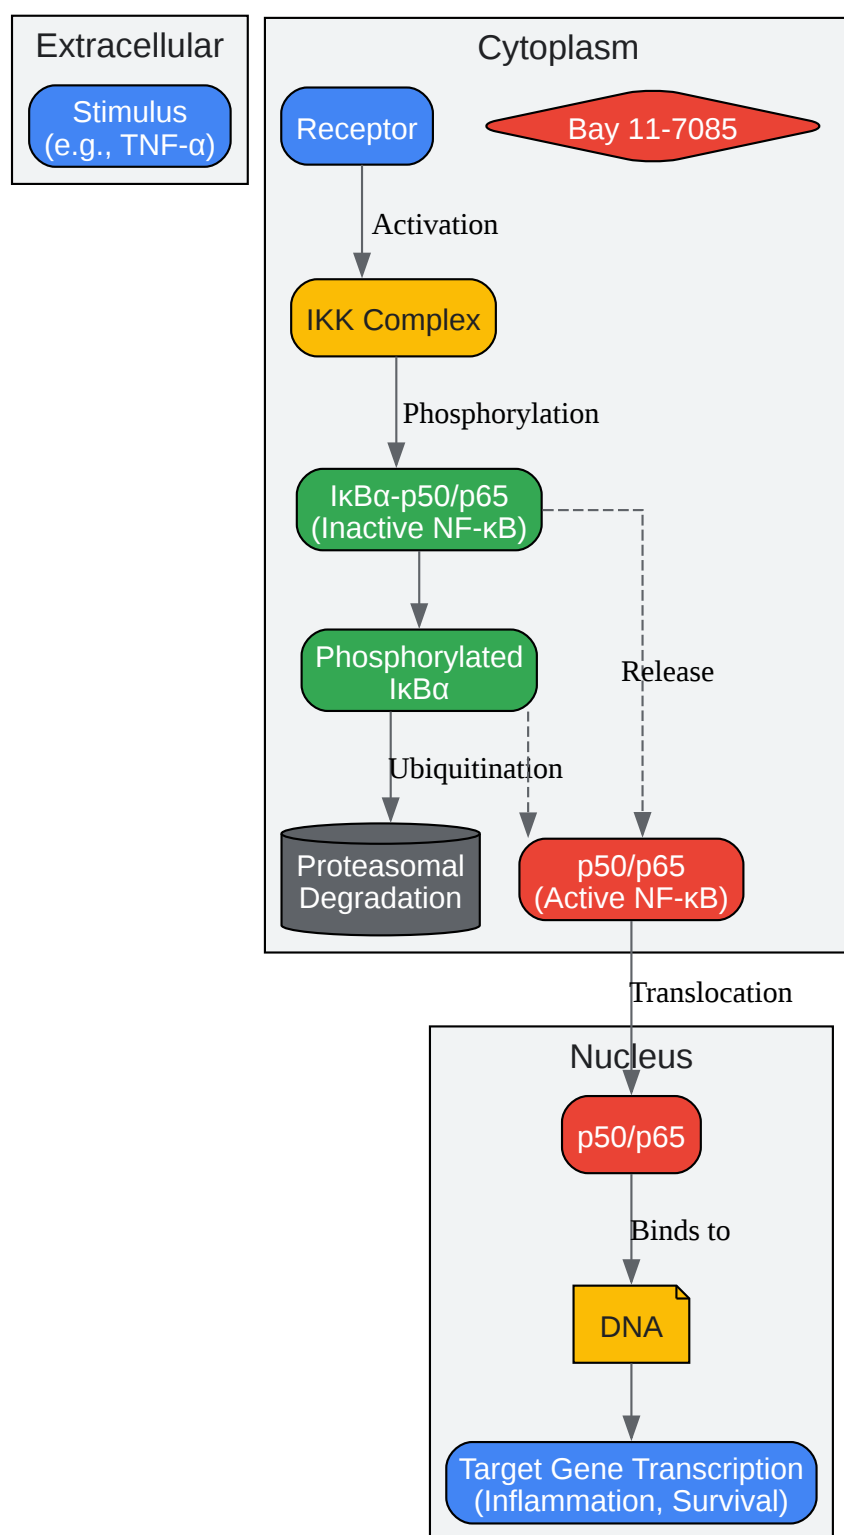 Extracellular
Stimulus
(e.g., TNF-α)
Cytoplasm
Receptor
Bay 11-7085
Activation
IKK Complex
Phosphorylation
IκBα-p50/p65
(Inactive NF-κB)
Phosphorylated
IκBα
Release
Ubiquitination
Proteasomal
Degradation
p50/p65
(Active NF-κB)
Translocation
Nucleus
p50/p65
Binds to
DNA
Target Gene Transcription
(Inflammation, Survival)